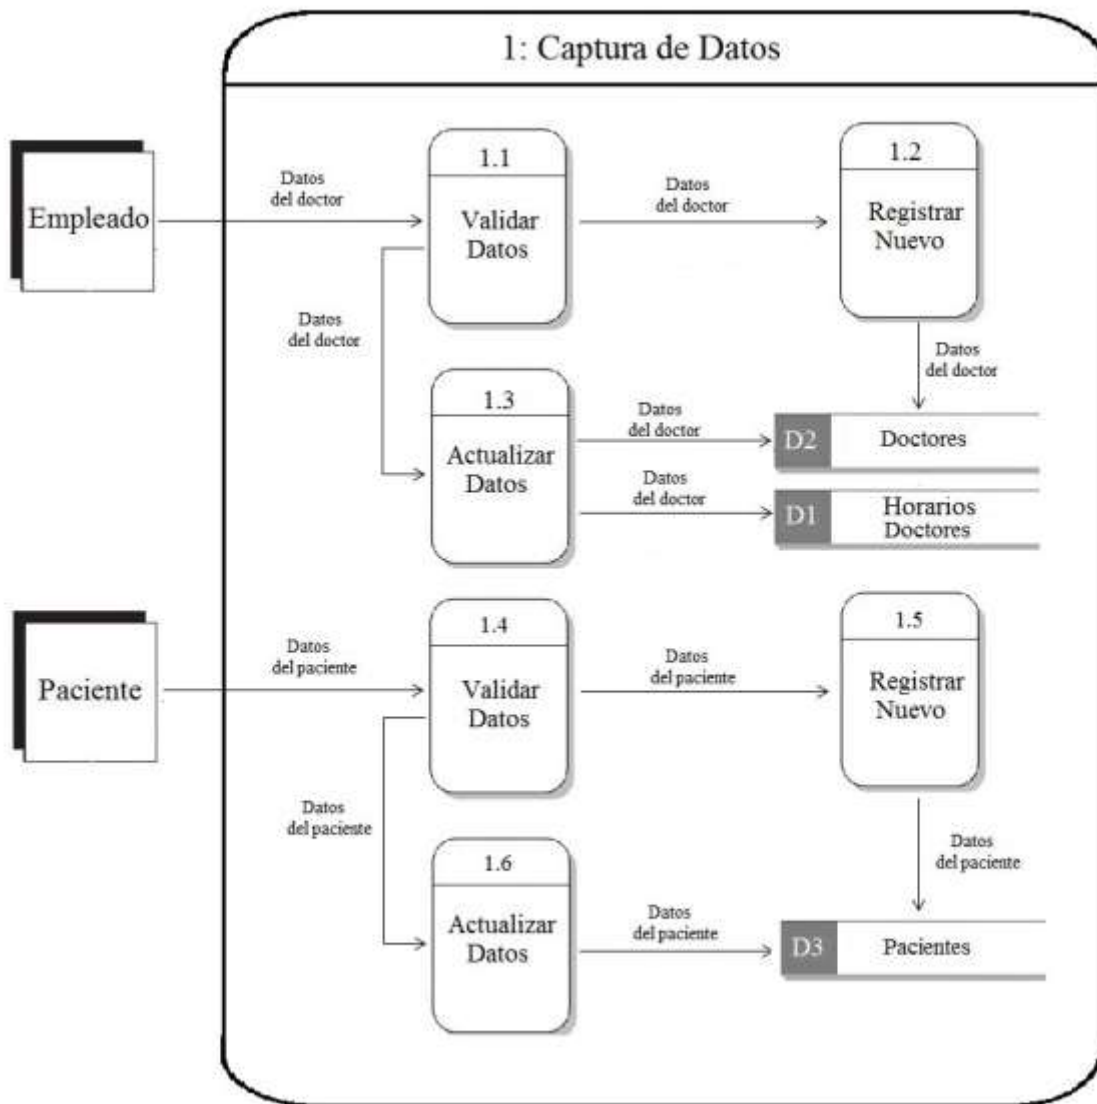 1: Captura de Datos
1.1
1.2
Datos
del doctor
Datos
del doctor
Empleado
Validar
Datos
Registrar
Nuevo
Datos
del doctor
Datos
del doctor
1.3
Actualizar
Datos
Datos
del doctor
D2
Doctores
Datos
del doctor
D1
Horarios
Doctores
1.4
1.5
Datos
del paciente
Datos
del paciente
Paciente
Validar
Datos
Registrar
Nuevo
Datos
del paciente
Datos
del paciente
1.6
Actualizar
Datos
Datos
del paciente
D3
Pacientes